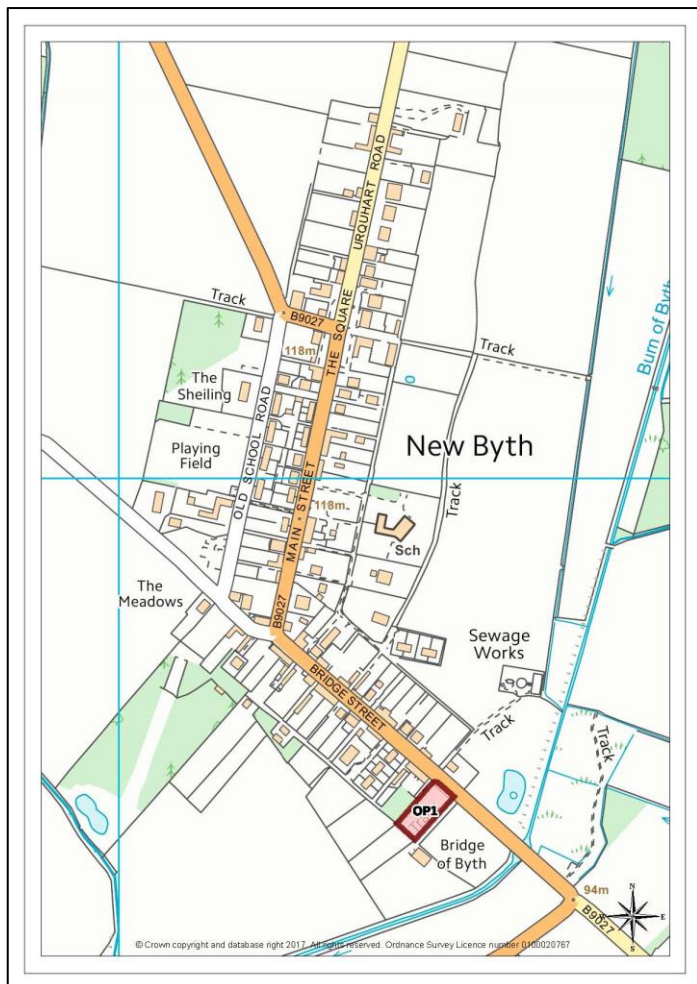 URQUHART ROAD
Track
B9027
THE SQUARE
118m
Track
Burn of Byth
The
Sheiling
OLD SCHOOL ROAD
Playing
Field
New Byth
MAIN STREET
118m
Sch
Track
The
Meadows
B9027
Sewage
Works
BRIDGE STREET
Track
Track
OP1
Bridge
of Byth
94m
B9027
N
W
E
S
© Crown copyright and database right 2017. All rights reserved. Ordnance Survey Licence number 0100020767